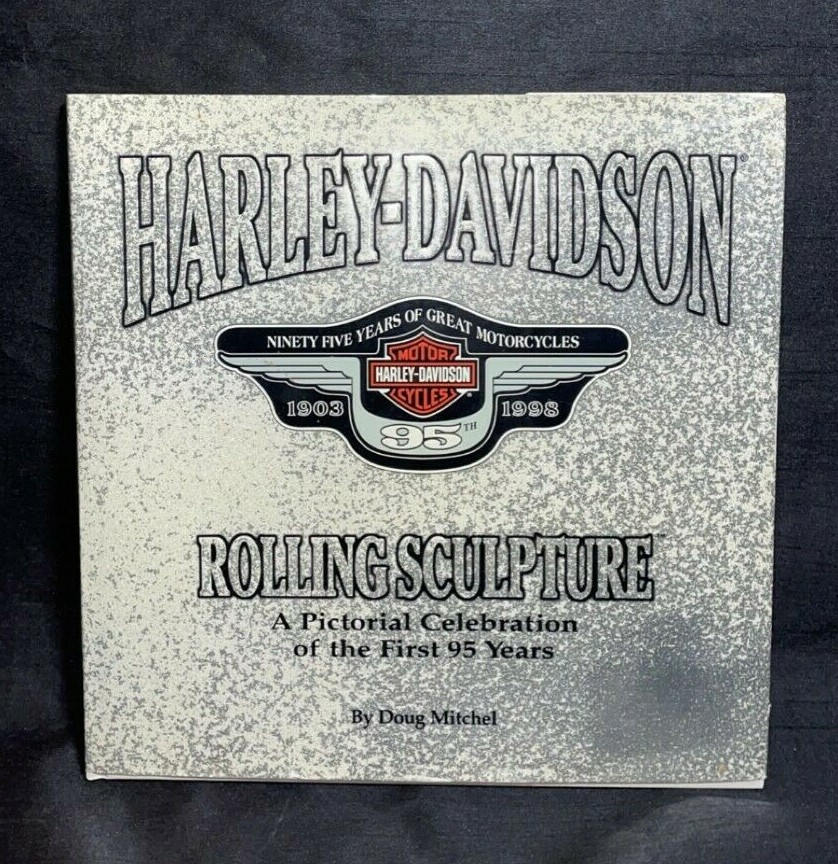 HARLEY-DAVIDSON®
NINETY FIVE YEARS OF GREAT MOTORCYCLES
MOTOR
HARLEY-DAVIDSON
CYCLES
1903 1998
95TH
ROLLING SCULPTURE™
A Pictorial Celebration
of the First 95 Years
By Doug Mitchel